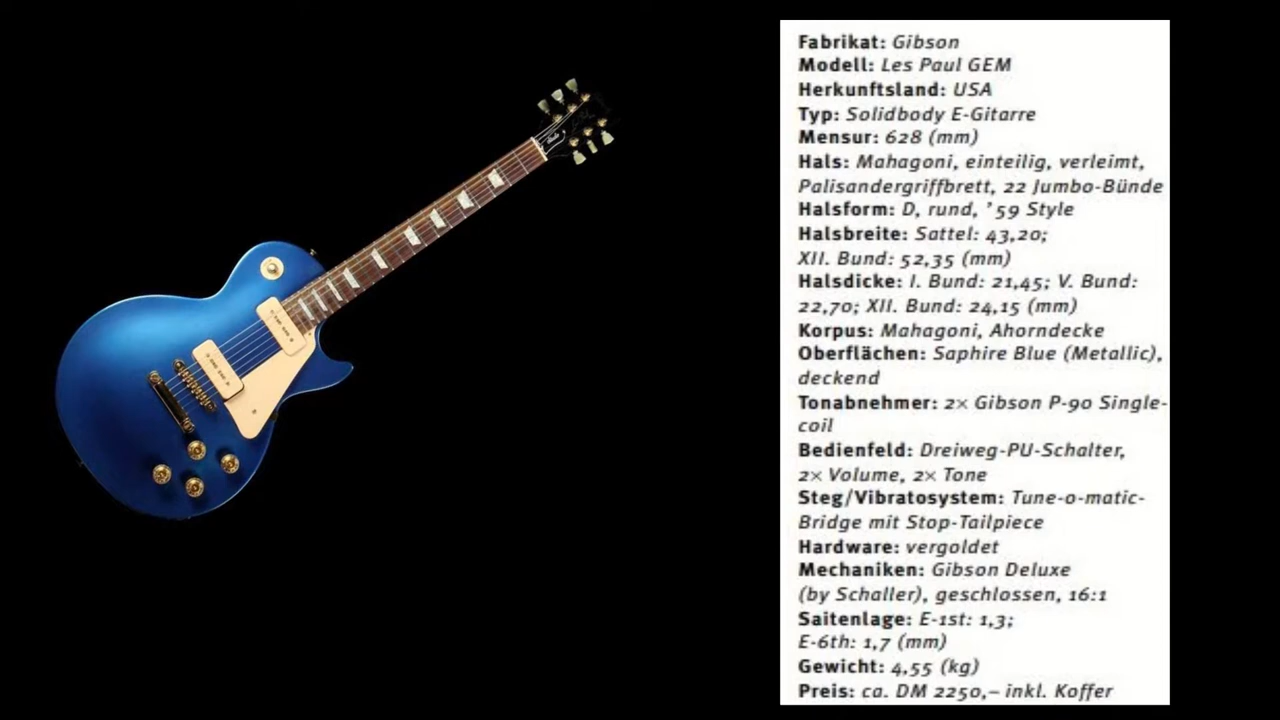 Fabrikat: Gibson
Modell: Les Paul GEM
Herkunftsland: USA
Typ: Solidbody E-Gitarre
Mensur: 628 (mm)
Hals: Mahagoni, einteilig, verleimt,
Palisandergriffbrett, 22 Jumbo-Bünde
Halsform: D, rund, ’59 Style
Halsbreite: Sattel: 43,20;
XII. Bund: 52,35 (mm)
Halsdicke: I. Bund: 21,45; V. Bund:
22,70; XII. Bund: 24,15 (mm)
Korpus: Mahagoni, Ahorndecke
Oberflächen: Saphire Blue (Metallic),
deckend
Tonabnehmer: 2× Gibson P-90 Single-
coil
Bedienfeld: Dreiweg-PU-Schalter,
2× Volume, 2× Tone
Steg/Vibratosystem: Tune-o-matic-
Bridge mit Stop-Tailpiece
Hardware: vergoldet
Mechaniken: Gibson Deluxe
(by Schaller), geschlossen, 16:1
Saitenlage: E-1st: 1,3;
E-6th: 1,7 (mm)
Gewicht: 4,55 (kg)
Preis: ca. DM 2250,– inkl. Koffer